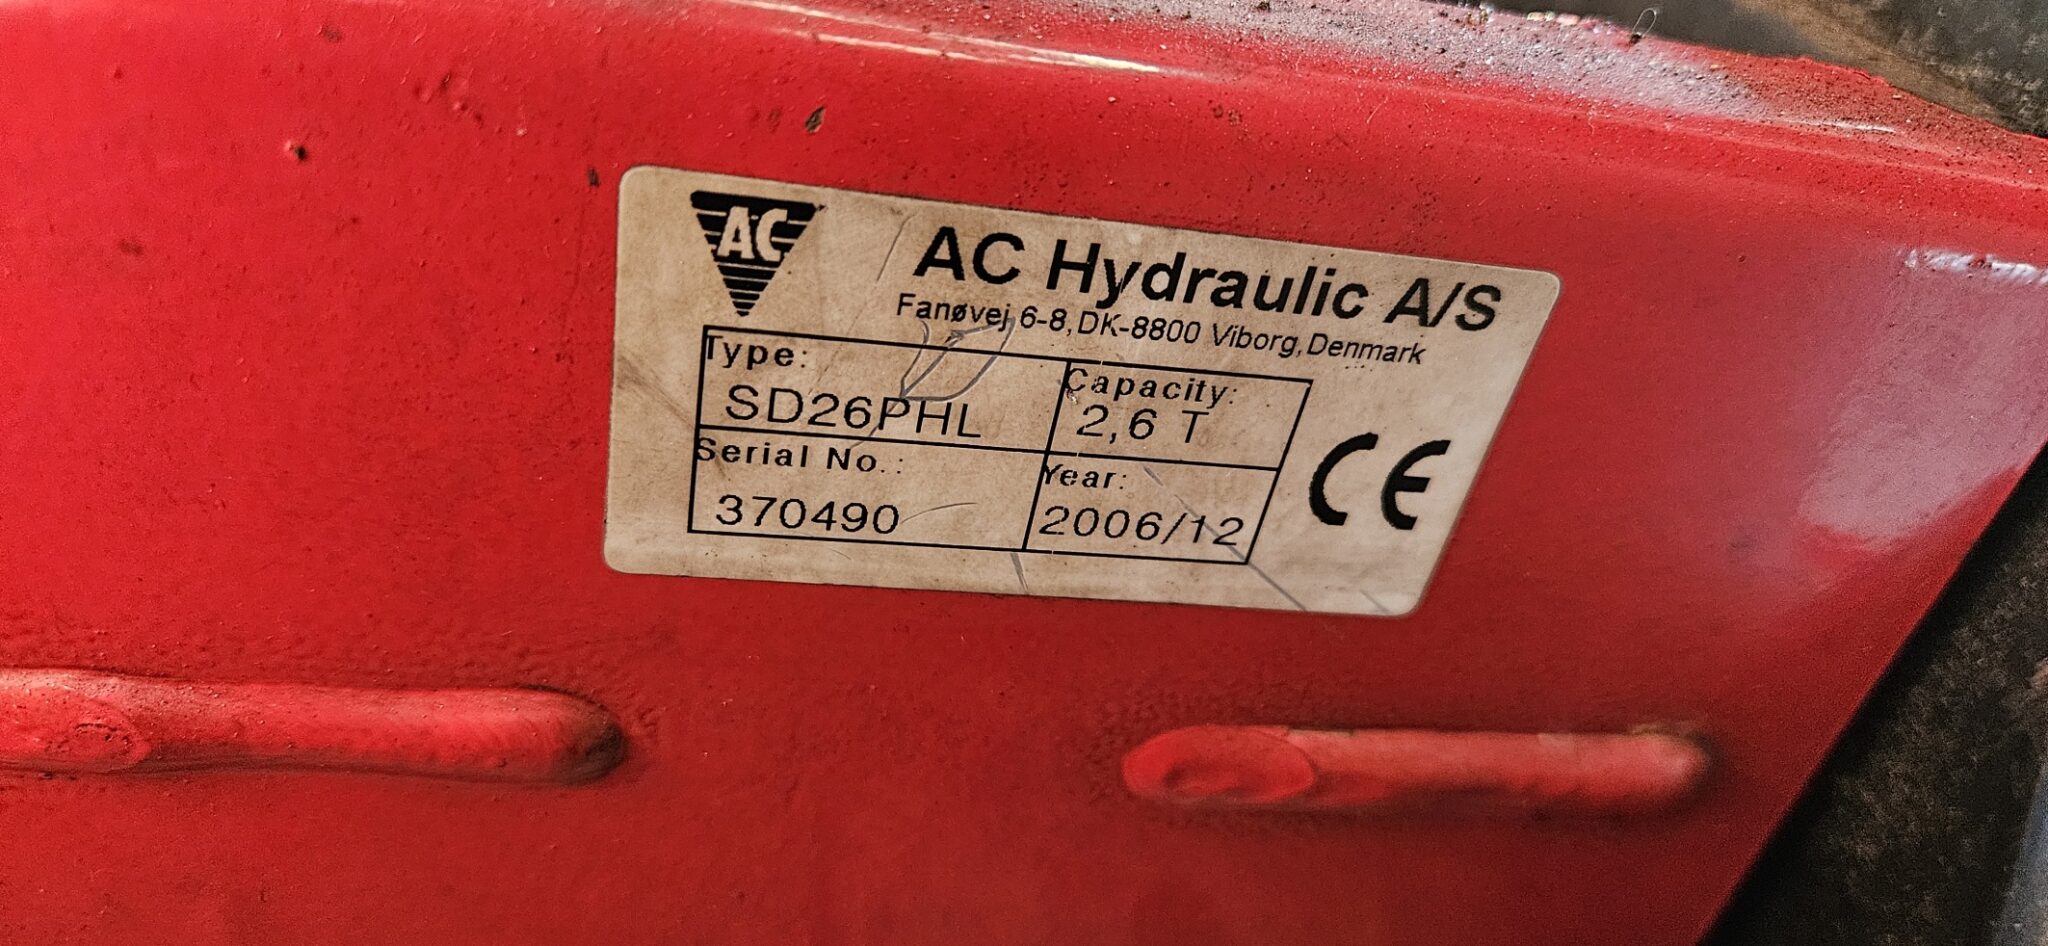 AC
AC Hydraulic A/S
Fanøvej 6-8, DK-8800 Viborg, Denmark
Type:
SD26PHL
Capacity:
2,6 T
Serial No.:
370490
Year:
2006/12
CE